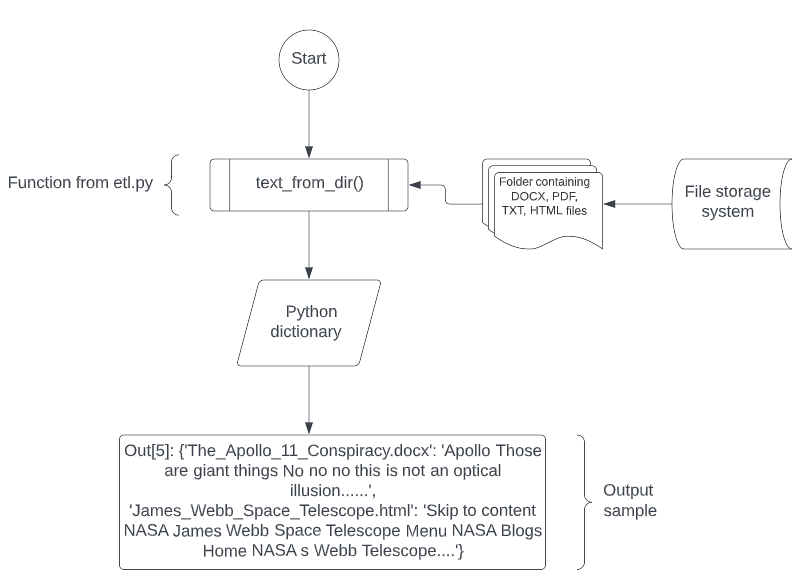 Start
Function from etl.py
text_from_dir()
Folder containing
DOCX, PDF,
TXT, HTML files
File storage
system
Python
dictionary
Out[5]: {'The_Apollo_11_Conspiracy.docx': 'Apollo Those
are giant things No no no this is not an optical
illusion......',
'James_Webb_Space_Telescope.html': 'Skip to content
NASA James Webb Space Telescope Menu NASA Blogs
Home NASA s Webb Telescope....'}
Output
sample